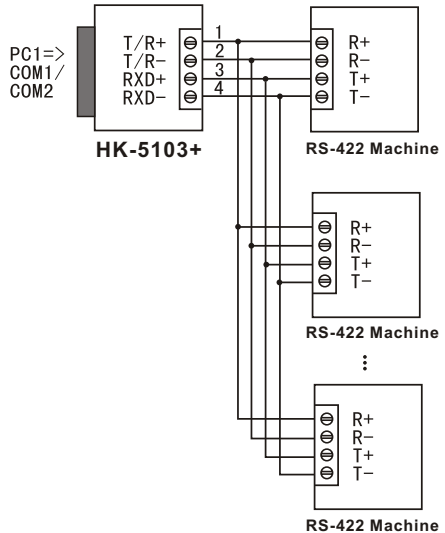 PC1=>
COM1/
COM2
T/R+ 1
T/R- 2
RXD+ 3
RXD- 4
HK-5103+
R+
R-
T+
T-
RS-422 Machine
R+
R-
T+
T-
RS-422 Machine
R+
R-
T+
T-
RS-422 Machine